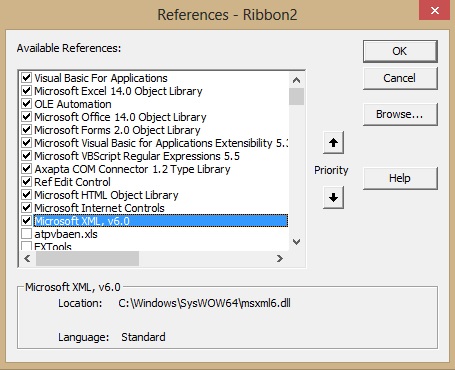 References - Ribbon2
Available References:
Visual Basic For Applications
Microsoft Excel 14.0 Object Library
OLE Automation
Microsoft Office 14.0 Object Library
Microsoft Forms 2.0 Object Library
Microsoft Visual Basic for Applications Extensibility 5.3
Microsoft VBScript Regular Expressions 5.5
Axapta COM Connector 1.2 Type Library
Ref Edit Control
Microsoft HTML Object Library
Microsoft Internet Controls
Microsoft XML, v6.0
atpvbaen.xls
EXTools
OK
Cancel
Browse...
Priority
Help
Microsoft XML, v6.0
Location: C:\Windows\SysWOW64\msxml6.dll
Language: Standard